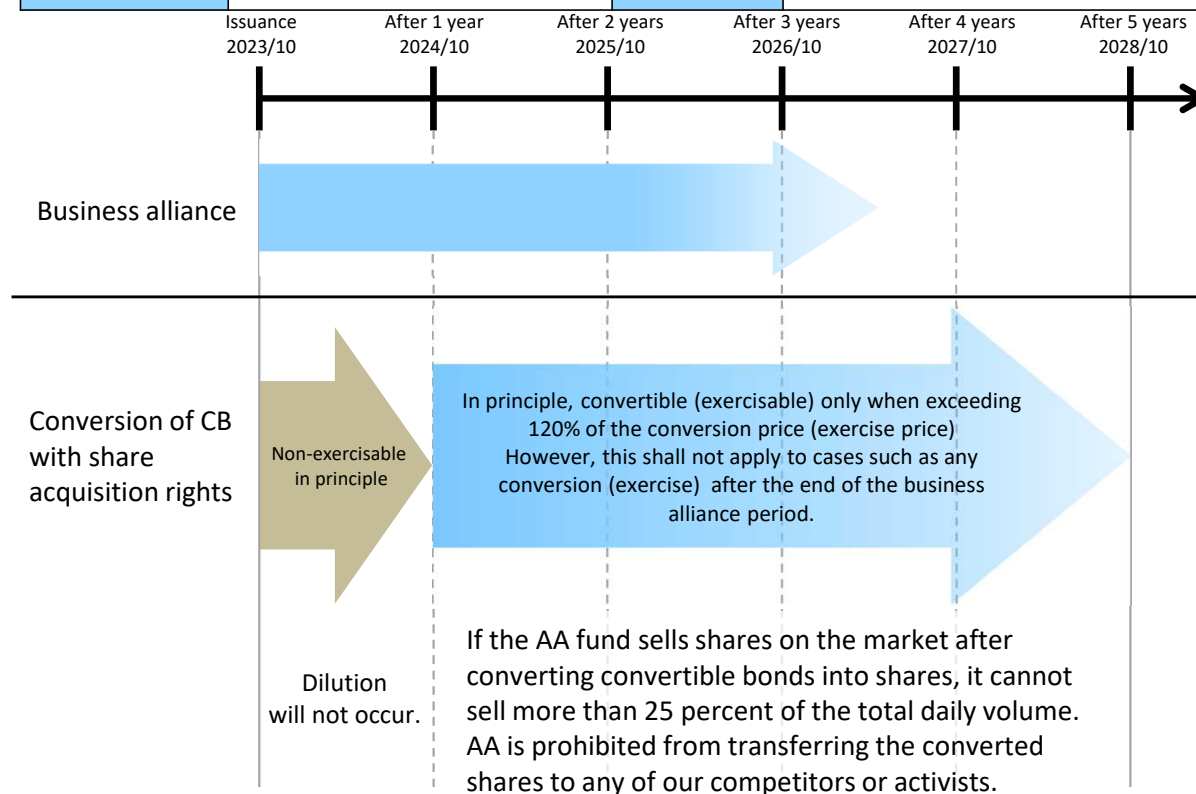 Issuance
2023/10
After 1 year
2024/10
After 2 years
2025/10
After 3 years
2026/10
After 4 years
2027/10
After 5 years
2028/10
Business alliance
Conversion of CB
with share
acquisition rights
Non-exercisable
in principle
In principle, convertible (exercisable) only when exceeding
120% of the conversion price (exercise price)
However, this shall not apply to cases such as any
conversion (exercise) after the end of the business
alliance period.
Dilution
will not occur.
If the AA fund sells shares on the market after
converting convertible bonds into shares, it cannot
sell more than 25 percent of the total daily volume.
AA is prohibited from transferring the converted
shares to any of our competitors or activists.